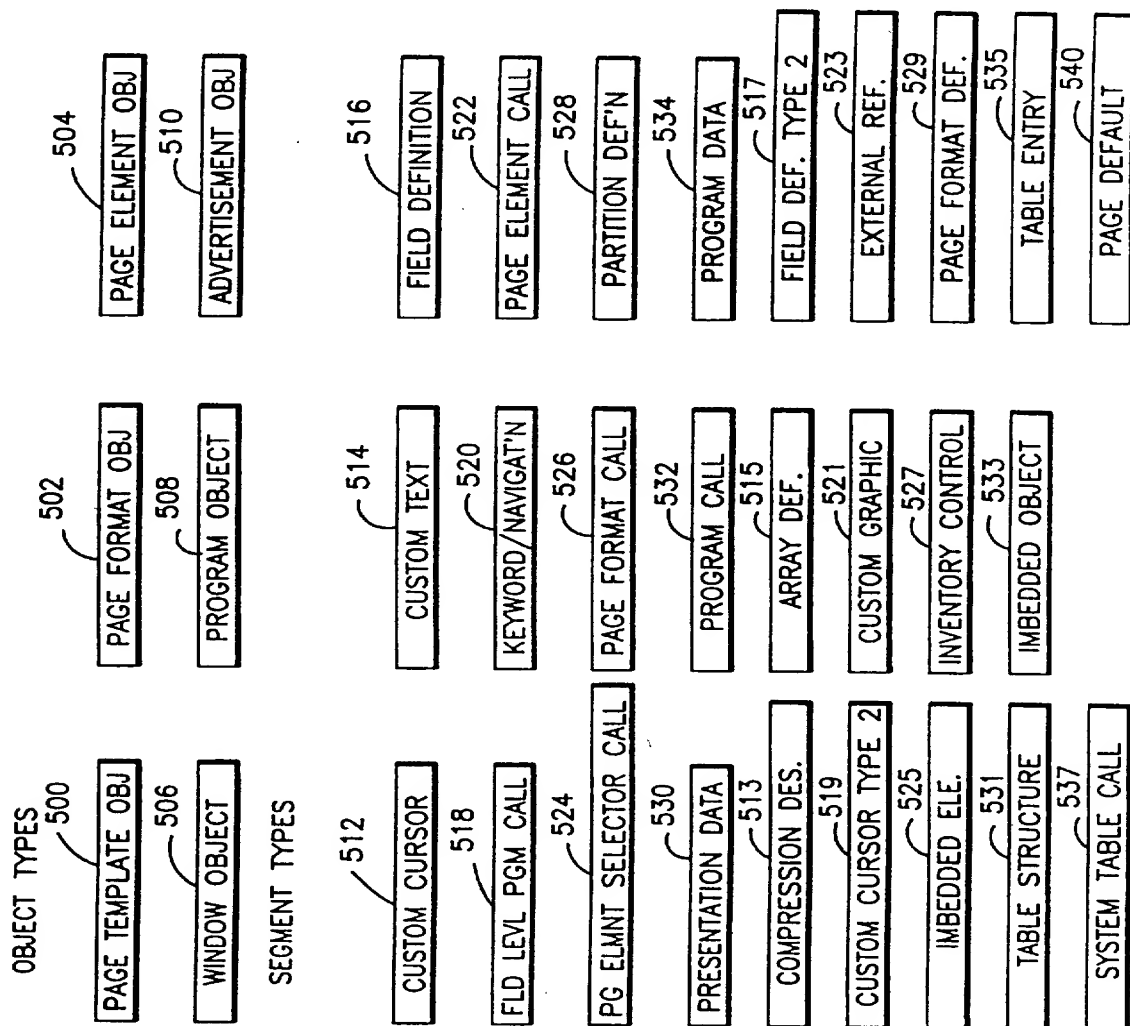 OBJECT TYPES
500
PAGE TEMPLATE OBJ
502
PAGE FORMAT OBJ
504
PAGE ELEMENT OBJ
506
WINDOW OBJECT
508
PROGRAM OBJECT
510
ADVERTISEMENT OBJ
SEGMENT TYPES
512
CUSTOM CURSOR
514
CUSTOM TEXT
516
FIELD DEFINITION
518
FLD LEVL PGM CALL
520
KEYWORD/NAVIGAT'N
522
PAGE ELEMENT CALL
524
PG ELMNT SELECTOR CALL
526
PAGE FORMAT CALL
528
PARTITION DEF'N
530
PRESENTATION DATA
532
PROGRAM CALL
534
PROGRAM DATA
513
COMPRESSION DES.
515
ARRAY DEF.
517
FIELD DEF. TYPE 2
519
CUSTOM CURSOR TYPE 2
521
CUSTOM GRAPHIC
523
EXTERNAL REF.
525
IMBEDDED ELE.
527
INVENTORY CONTROL
529
PAGE FORMAT DEF.
531
TABLE STRUCTURE
533
IMBEDDED OBJECT
535
TABLE ENTRY
537
SYSTEM TABLE CALL
540
PAGE DEFAULT